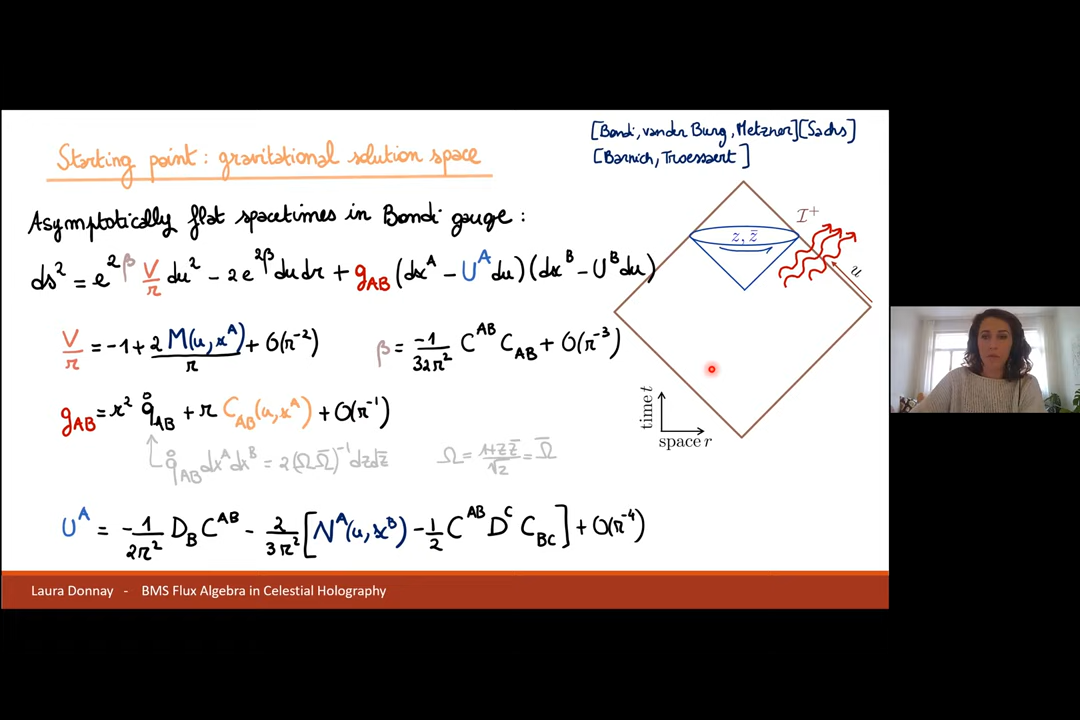 [Bondi, van der Burg, Metzner][Sachs]
[Barnich, Troessaert]
Starting point: gravitational solution space
Asymptotically flat spacetimes in Bondi gauge:
ds² = e^{2β} V/r du² - 2e^{2β} du dr + g_{AB} (dx^A - U^A du)(dx^B - U^B du)
V/r = -1 + 2M(u, x^A)/r + O(r^{-2})
β = -1/32r² C^{AB} C_{AB} + O(r^{-3})
g_{AB} = r² q̊_{AB} + r C_{AB}(u, x^A) + O(r^{-1})
q̊_{AB} dx^A dx^B = 2(ΩΩ̄)^{-1} dz dz̄
Ω = 1+zz̄/√2 = Ω̄
U^A = -1/2r² D_B C^{AB} - 2/3r² [N^A(u, x^B) - 1/2 C^{AB} D^C C_{BC}] + O(r^{-4})
I⁺
z, z̄
u
time t
space r
Laura Donnay - BMS Flux Algebra in Celestial Holography